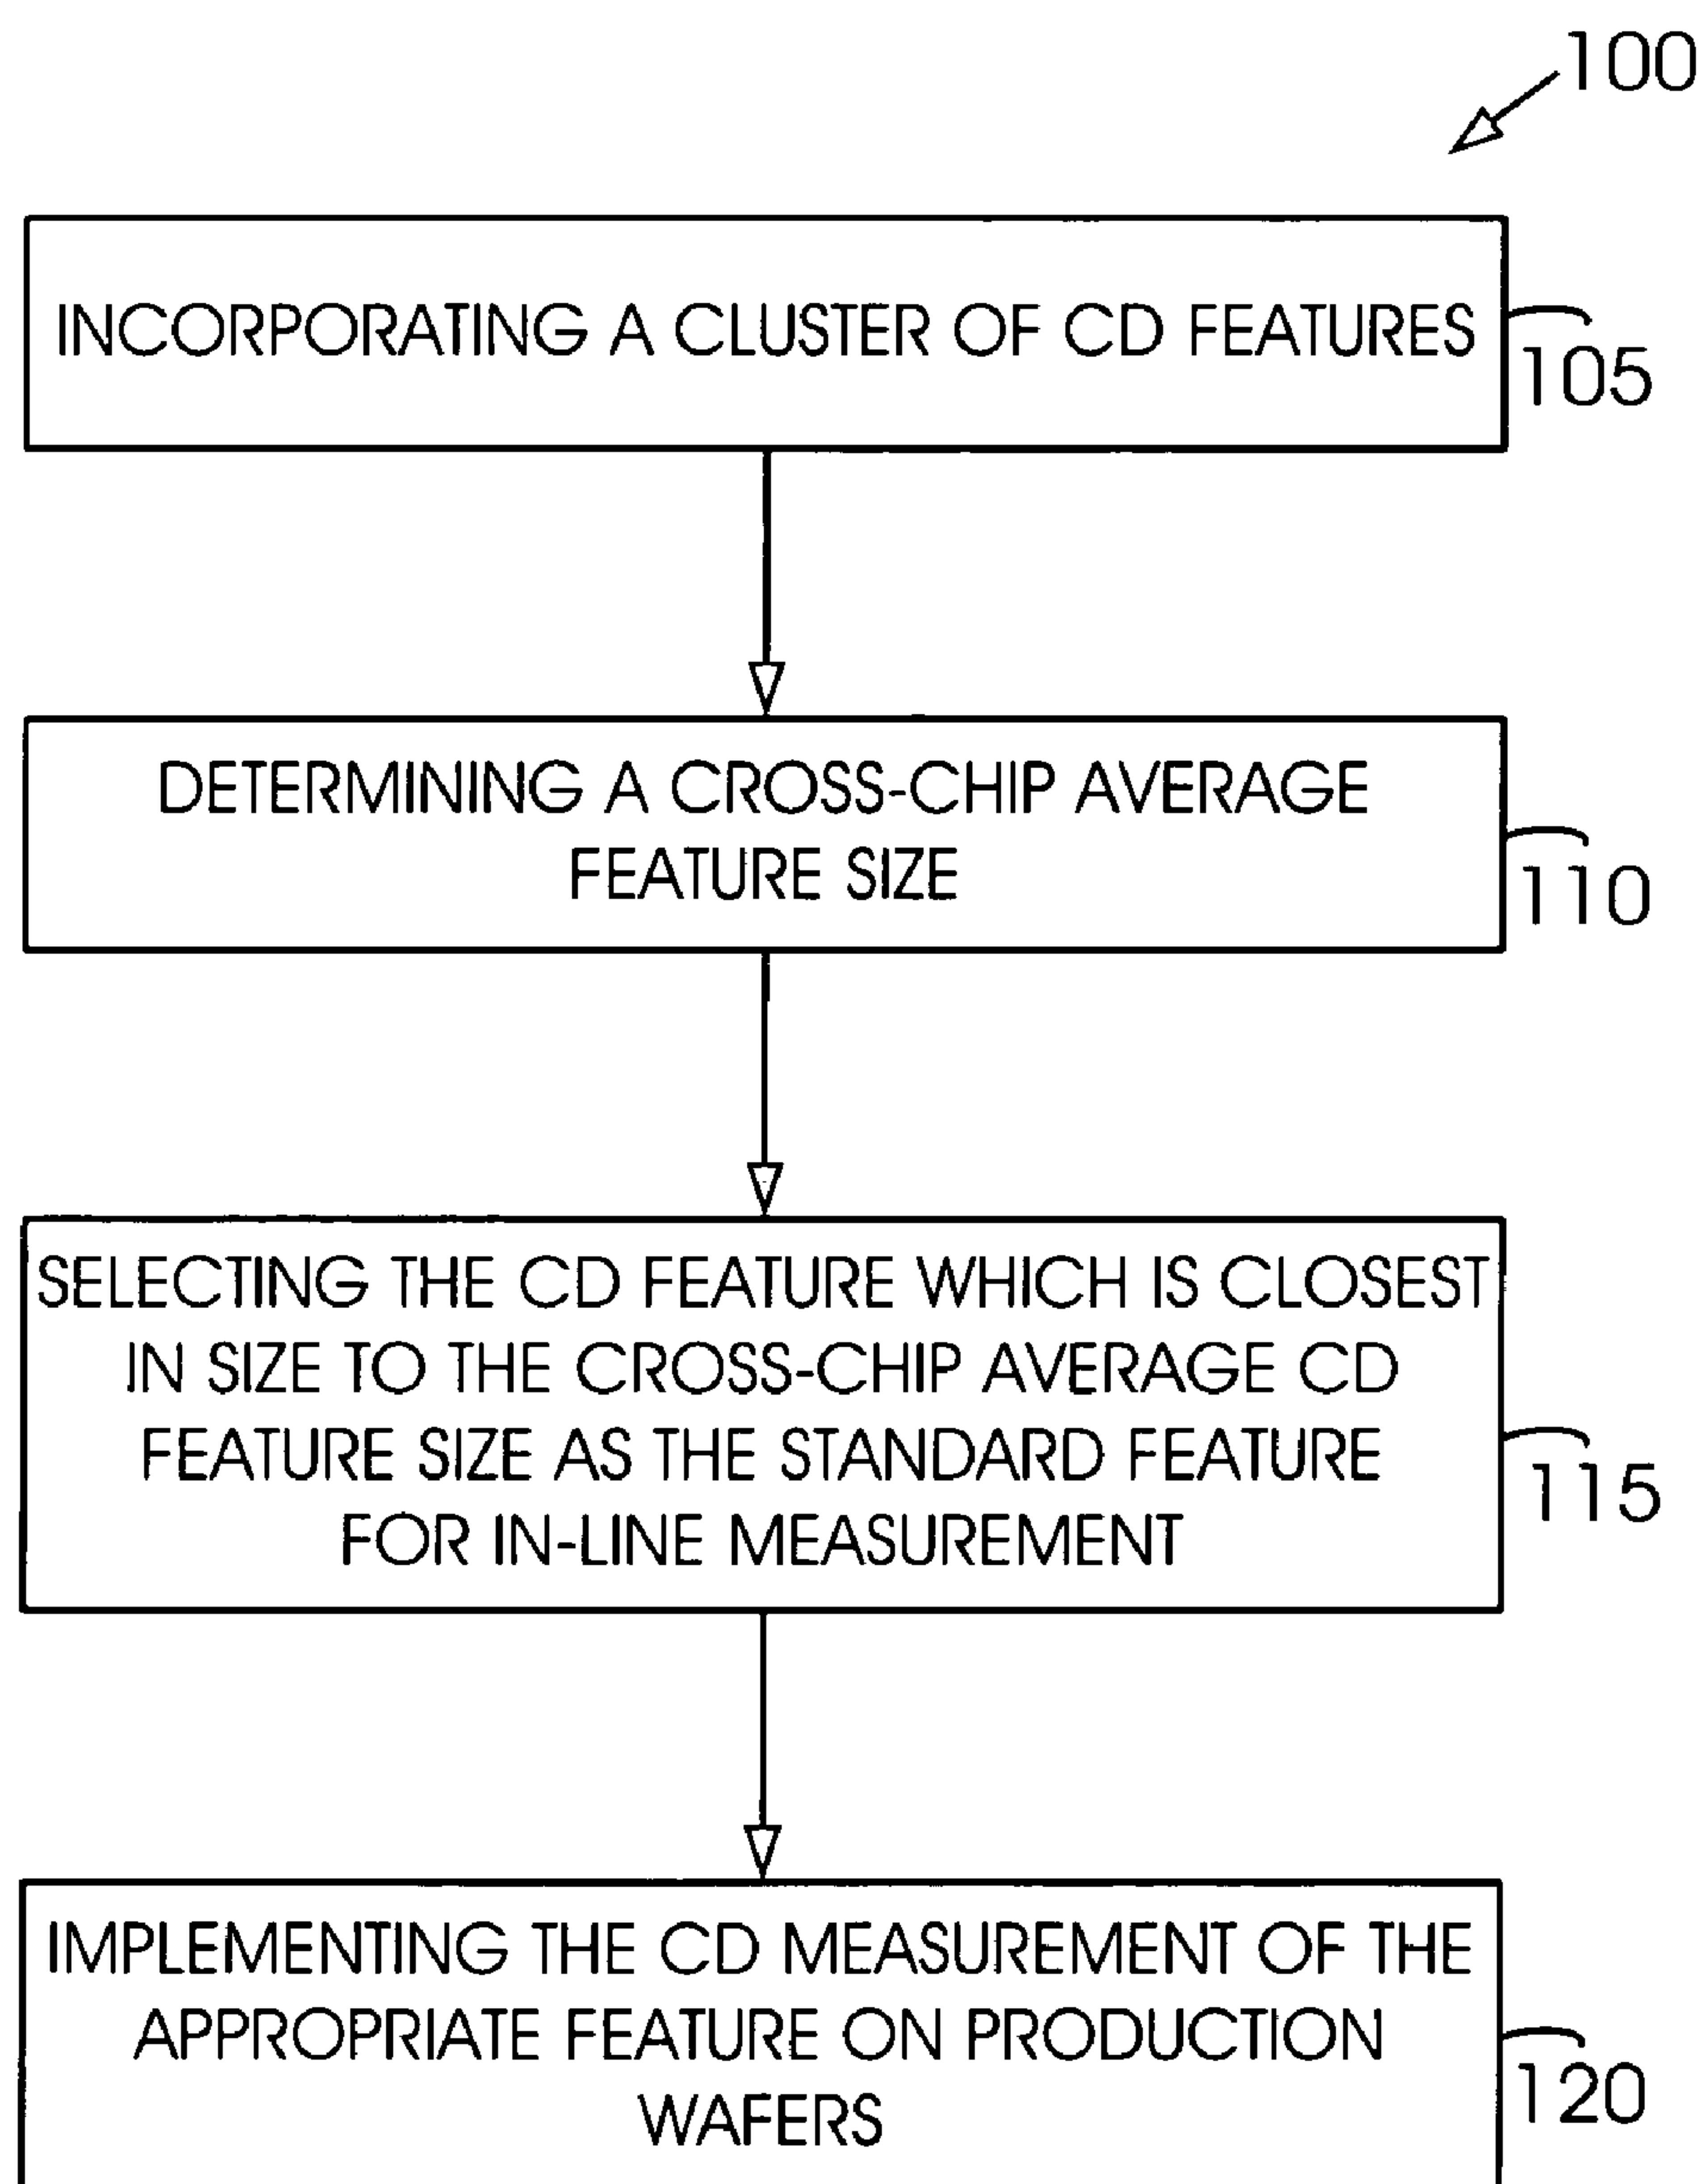 100
INCORPORATING A CLUSTER OF CD FEATURES
105
DETERMINING A CROSS-CHIP AVERAGE
FEATURE SIZE
110
SELECTING THE CD FEATURE WHICH IS CLOSEST
IN SIZE TO THE CROSS-CHIP AVERAGE CD
FEATURE SIZE AS THE STANDARD FEATURE
FOR IN-LINE MEASUREMENT
115
IMPLEMENTING THE CD MEASUREMENT OF THE
APPROPRIATE FEATURE ON PRODUCTION
WAFERS
120